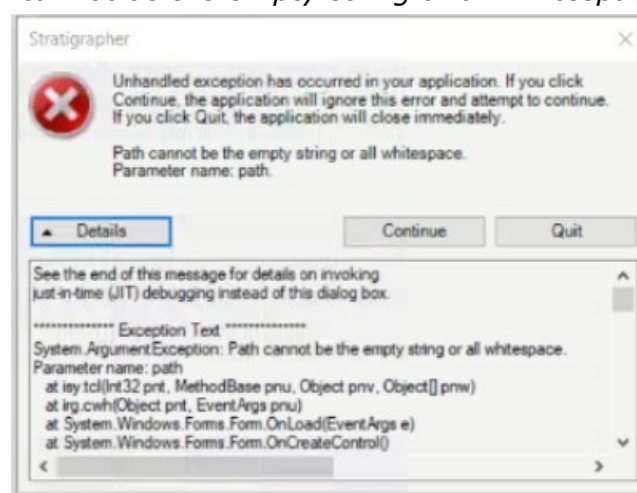 Stratigrapher
Unhandled exception has occurred in your application. If you click
Continue, the application will ignore this error and attempt to continue.
If you click Quit, the application will close immediately.
Path cannot be the empty string or all whitespace.
Parameter name: path.
Details
Continue
Quit
See the end of this message for details on invoking
just-in-time (JIT) debugging instead of this dialog box.
************** Exception Text **************
System.ArgumentException: Path cannot be the empty string or all whitespace.
Parameter name: path
at isy.tcl(Int32 pnt, MethodBase pnu, Object pnv, Object[] pnw)
at irg.cwh(Object pnt, EventArgs pnu)
at System.Windows.Forms.Form.OnLoad(EventArgs e)
at System.Windows.Forms.Form.OnCreateControl()